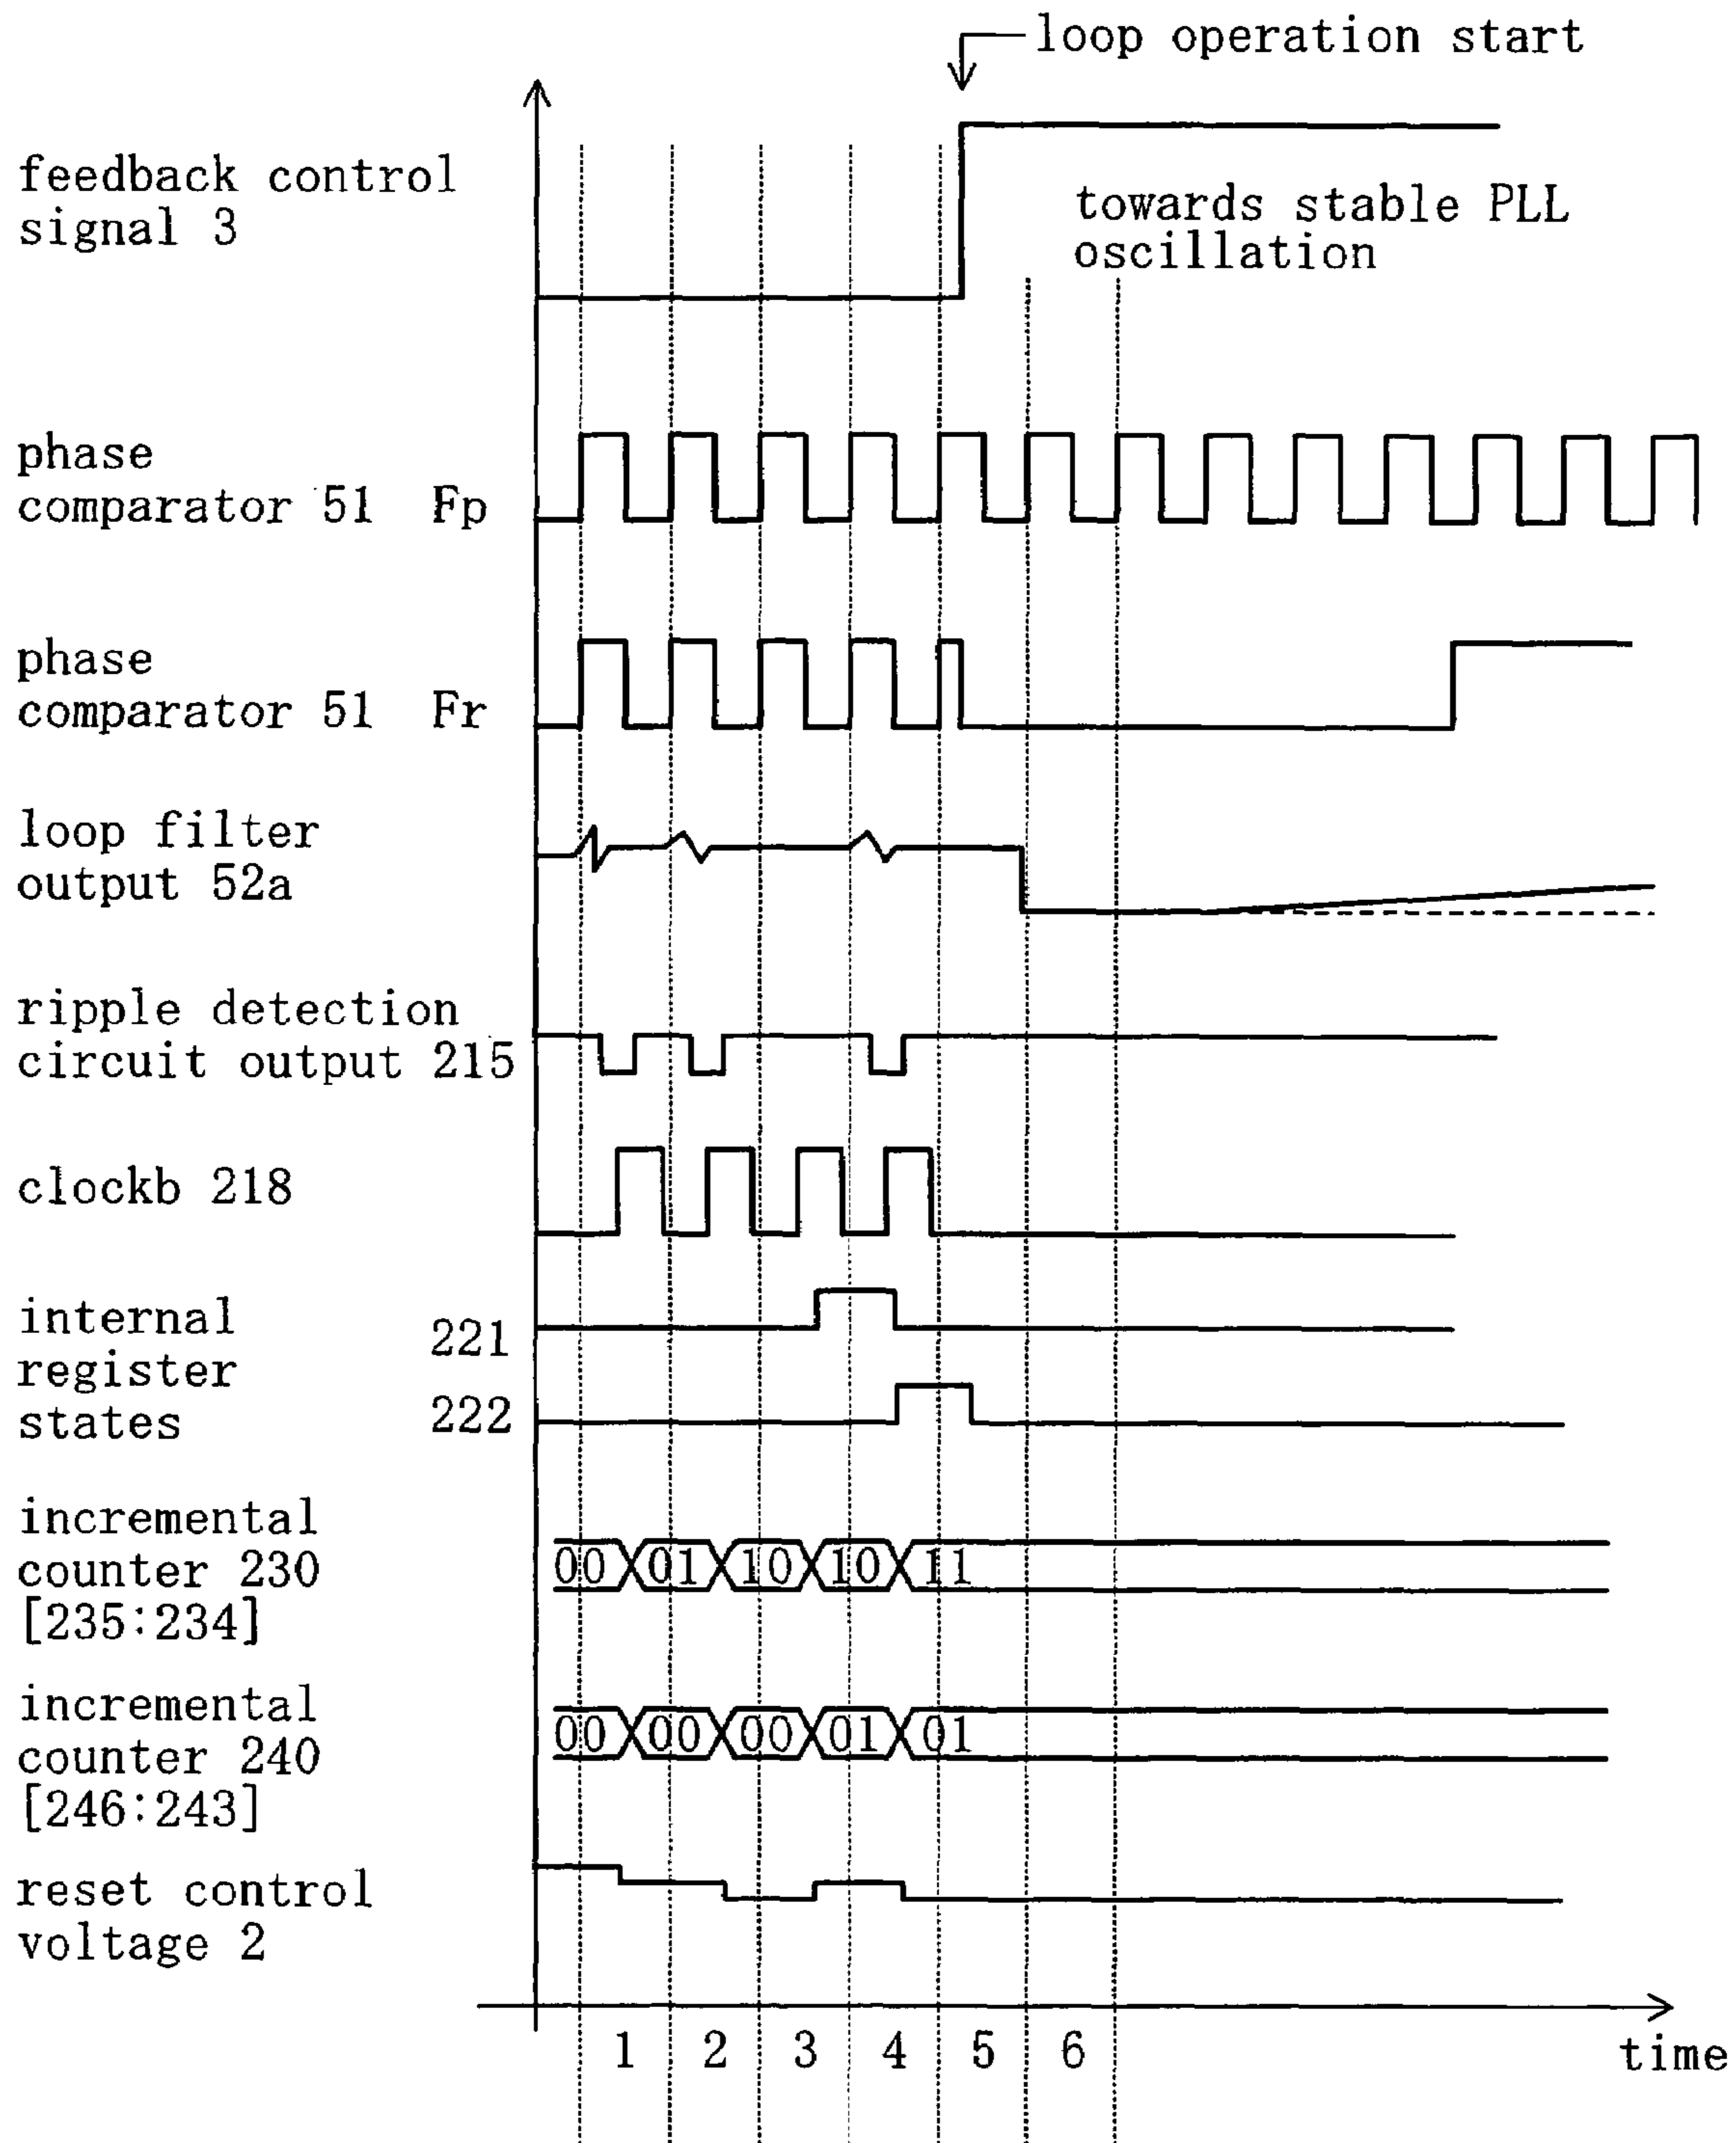 loop operation start
feedback control
signal 3
towards stable PLL
oscillation
phase
comparator 51 Fp
phase
comparator 51 Fr
loop filter
output 52a
ripple detection
circuit output 215
clockb 218
internal
register
states
221
222
incremental
counter 230
[235:234]
00 01 10 10 11
incremental
counter 240
[246:243]
00 00 00 01 01
reset control
voltage 2
1 2 3 4 5 6
time